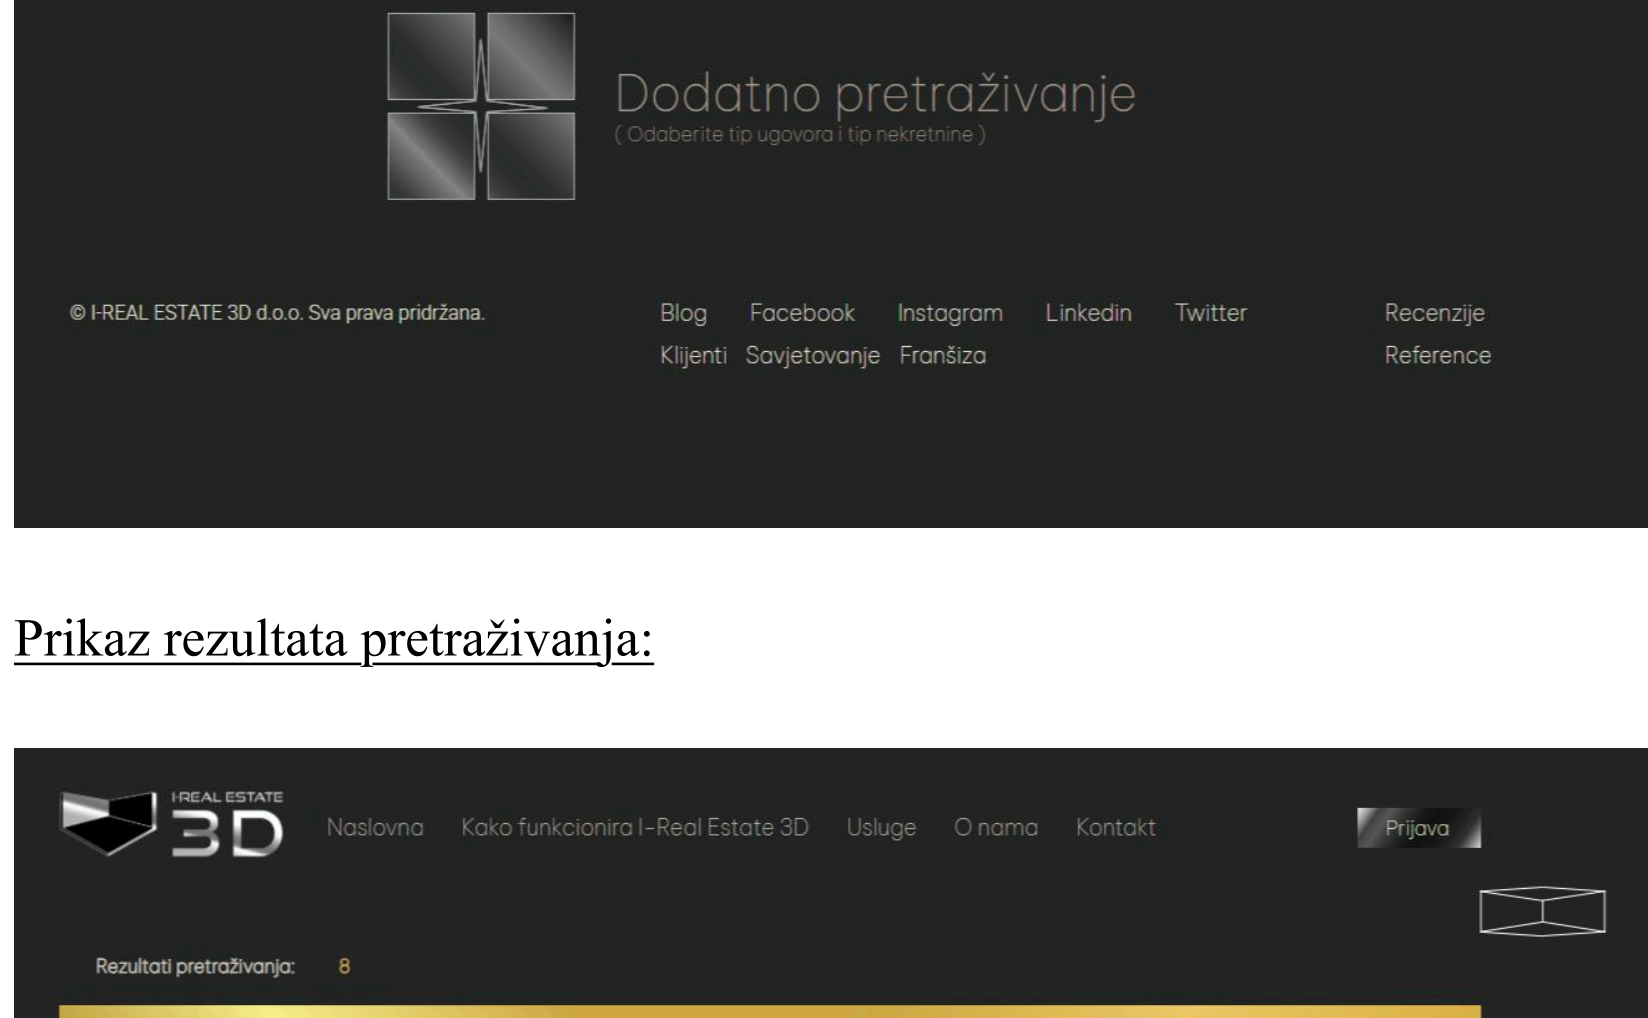 Dodatno pretraživanje
( Odaberite tip ugovora i tip nekretnine )
© I-REAL ESTATE 3D d.o.o. Sva prava pridržana.
Blog Facebook Instagram Linkedin Twitter Recenzije
Klijenti Savjetovanje Franšiza Reference
Prikaz rezultata pretraživanja:
I-REAL ESTATE
3D
Naslovna Kako funkcionira I-Real Estate 3D Usluge O nama Kontakt Prijava
Rezultati pretraživanja: 8